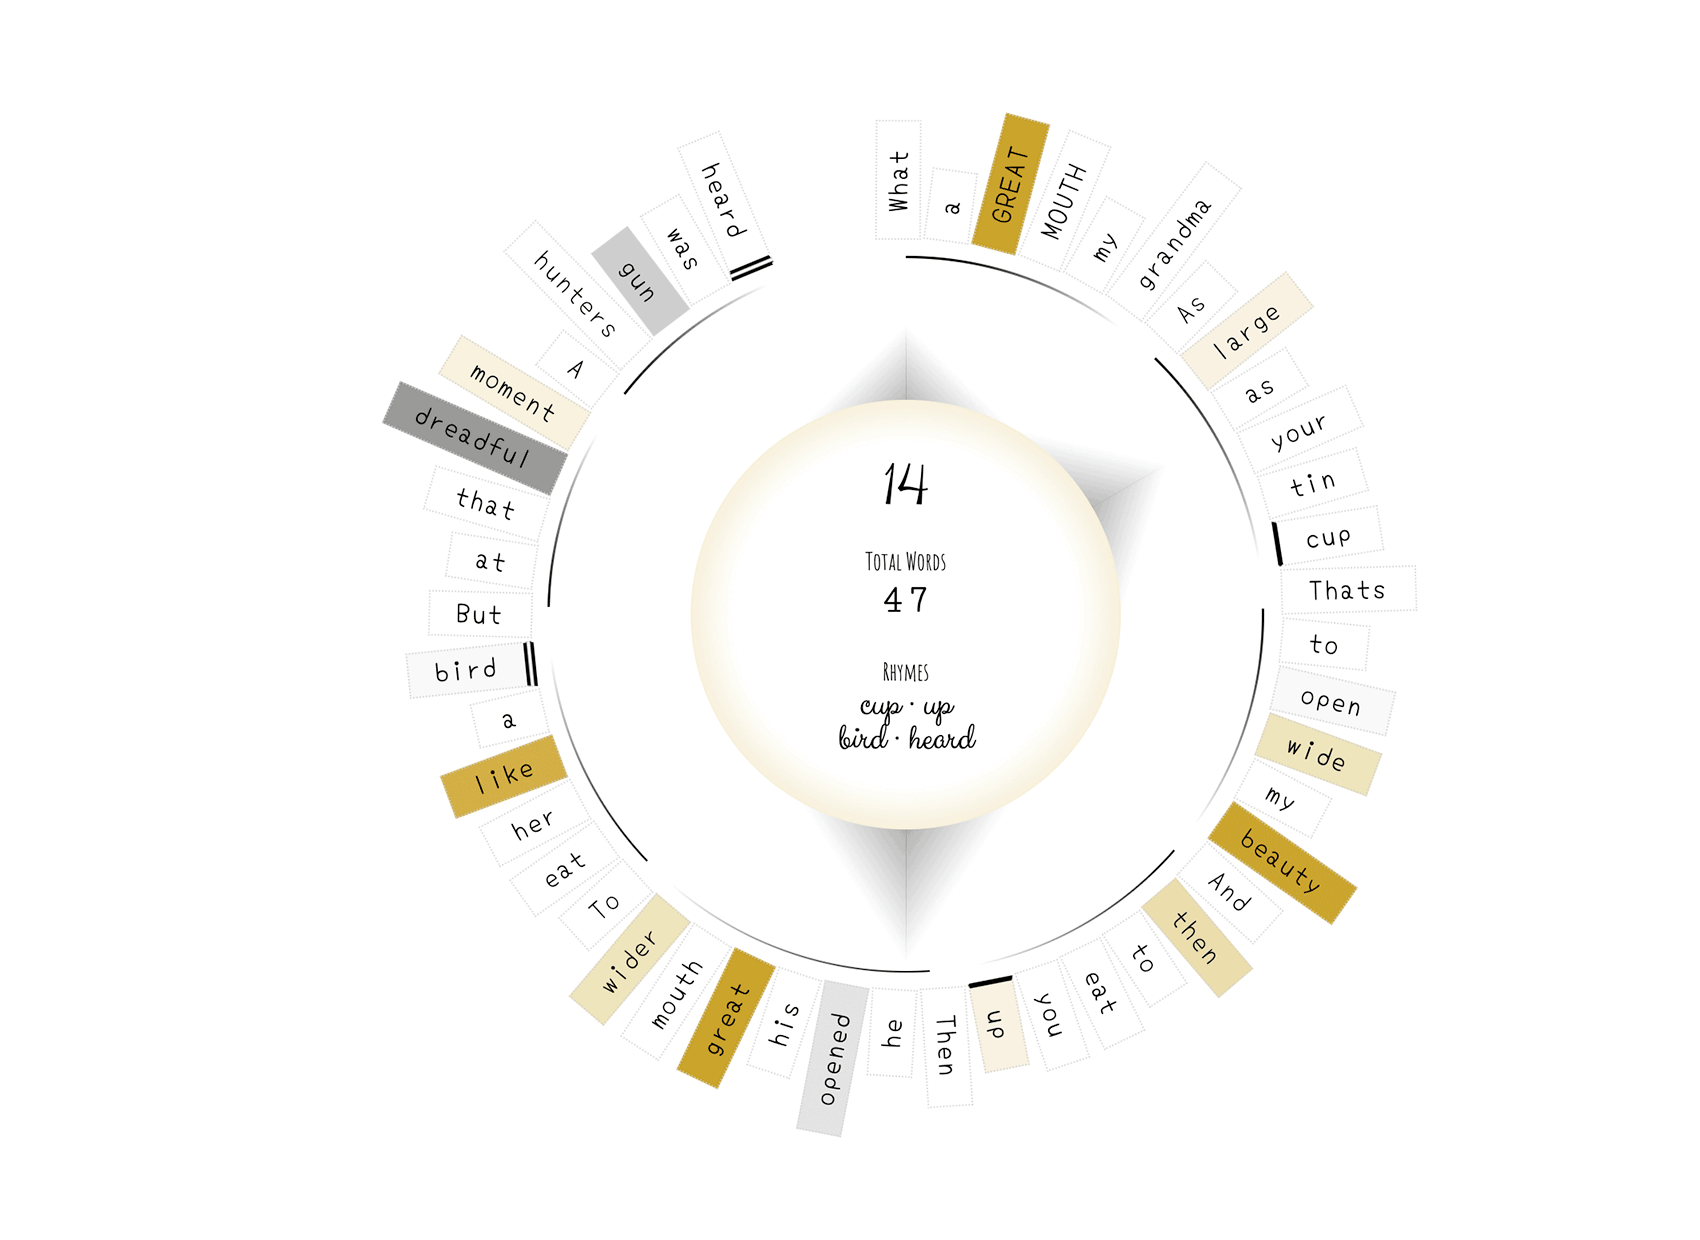 What
a
GREAT
MOUTH
my
grandma
As
large
as
your
tin
cup
Thats
to
open
wide
my
beauty
And
then
to
eat
you
up
Then
he
opened
his
great
mouth
wider
To
eat
her
like
a
bird
But
at
that
dreadful
moment
A
hunters
gun
was
heard
14
TOTAL WORDS
47
RHYMES
cup · up
bird · heard